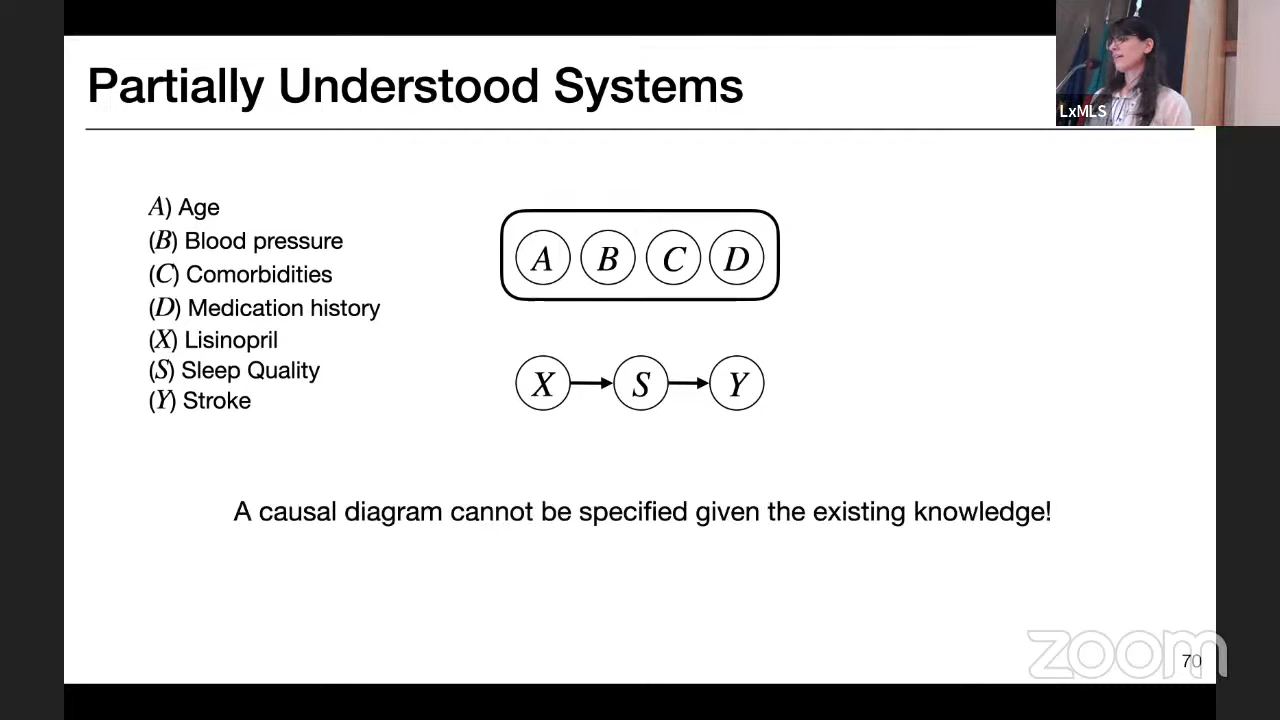 Partially Understood Systems
LxMLS
A) Age
(B) Blood pressure
(C) Comorbidities
(D) Medication history
(X) Lisinopril
(S) Sleep Quality
(Y) Stroke
A B C D
X S Y
A causal diagram cannot be specified given the existing knowledge!
zoom
70